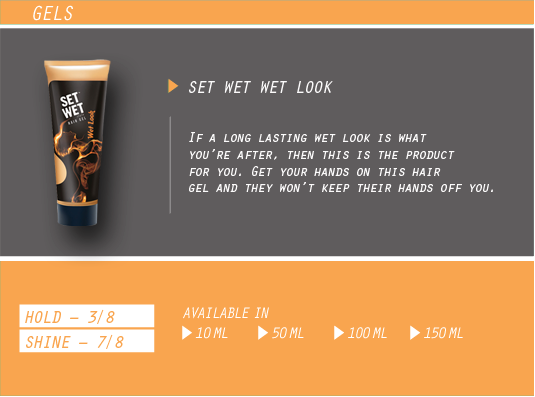 GELS
SET
WET
HAIR GEL
Wet Look
SET WET WET LOOK
IF A LONG LASTING WET LOOK IS WHAT
YOU'RE AFTER, THEN THIS IS THE PRODUCT
FOR YOU. GET YOUR HANDS ON THIS HAIR
GEL AND THEY WON'T KEEP THEIR HANDS OFF YOU.
HOLD – 3/8
SHINE – 7/8
AVAILABLE IN
10 ML 50 ML 100 ML 150 ML